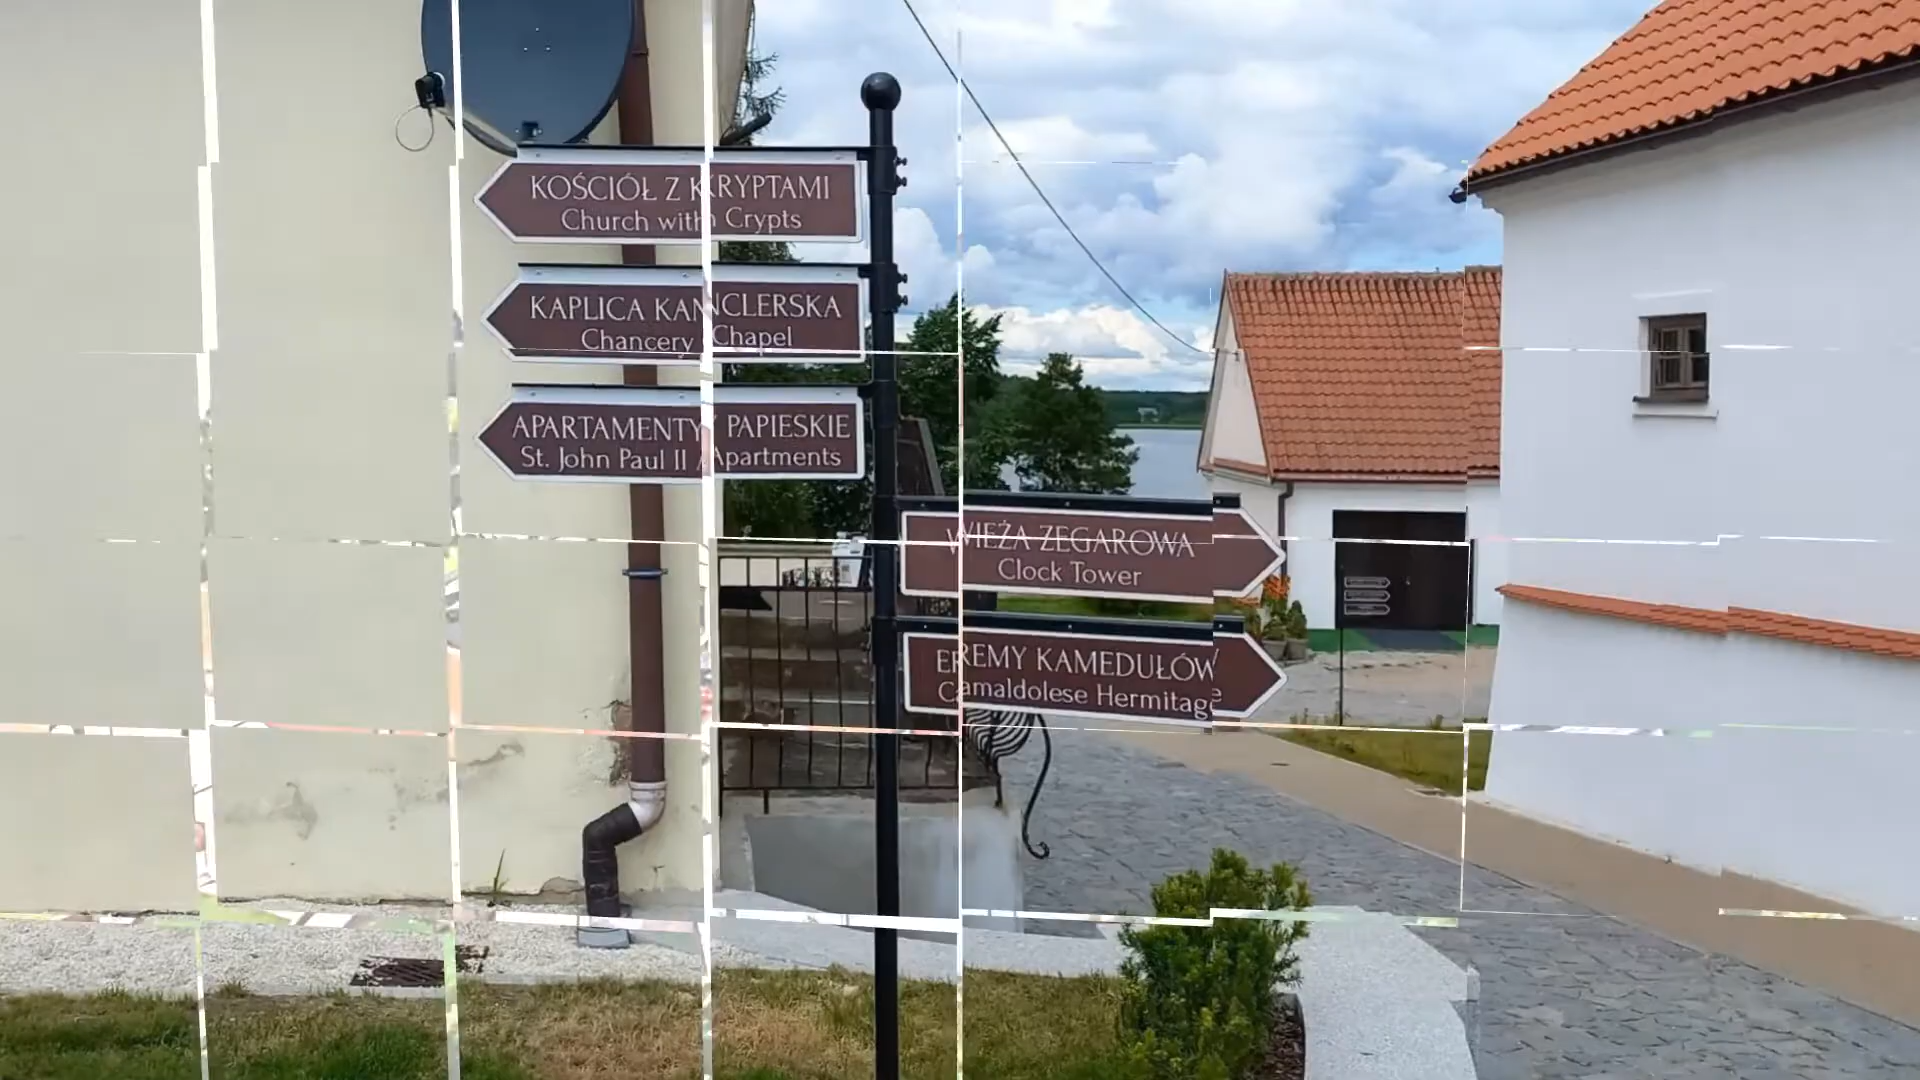 KOŚCIÓŁ Z KRYPTAMI
Church with Crypts
KAPLICA KANCLERSKA
Chancery Chapel
APARTAMENTY PAPIESKIE
St. John Paul II Apartments
WIEŻA ZEGAROWA
Clock Tower
EREMY KAMEDUŁÓW
Camaldolese Hermitage